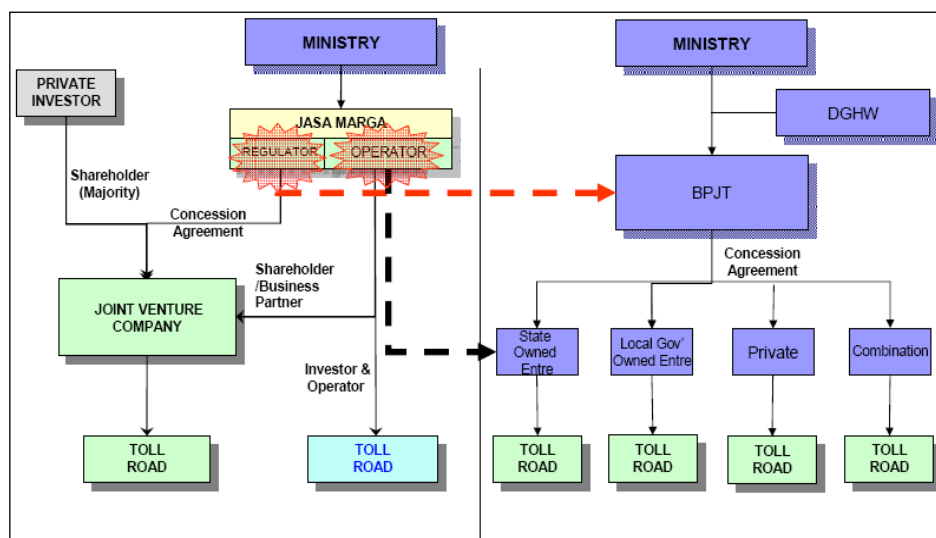 MINISTRY
PRIVATE
INVESTOR
JASA MARGA
REGULATOR
OPERATOR
Shareholder
(Majority)
Concession
Agreement
Shareholder
/Business
Partner
JOINT VENTURE
COMPANY
Investor &
Operator
TOLL
ROAD
TOLL
ROAD
MINISTRY
DGHW
BPJT
Concession
Agreement
State
Owned
Entre
Local Gov'
Owned Entre
Private
Combination
TOLL
ROAD
TOLL
ROAD
TOLL
ROAD
TOLL
ROAD